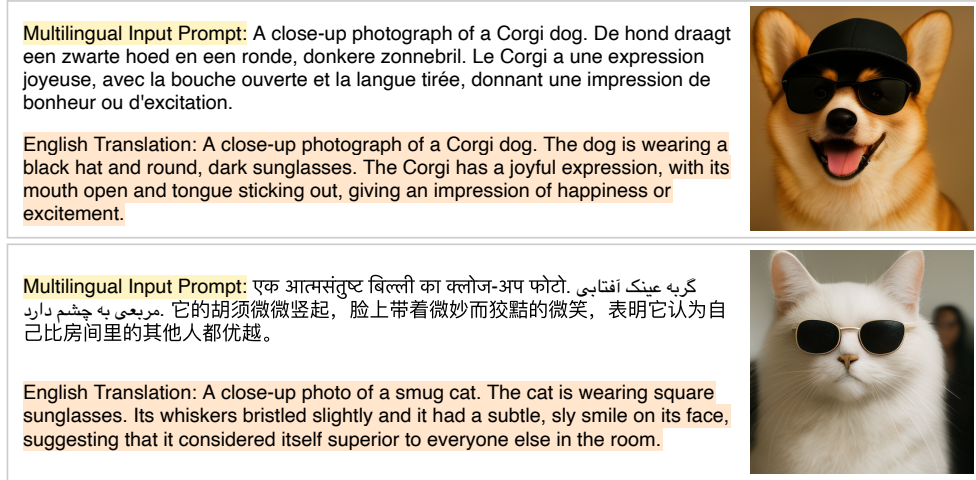 Multilingual Input Prompt: A close-up photograph of a Corgi dog. De hond draagt
een zwarte hoed en een ronde, donkere zonnebril. Le Corgi a une expression
joyeuse, avec la bouche ouverte et la langue tirée, donnant une impression de
bonheur ou d'excitation.
English Translation: A close-up photograph of a Corgi dog. The dog is wearing a
black hat and round, dark sunglasses. The Corgi has a joyful expression, with its
mouth open and tongue sticking out, giving an impression of happiness or
excitement.
Multilingual Input Prompt: एक आत्मसंतुष्ट बिल्ली का क्लोज-अप फोटो. گربه عینک آفتابی
مربعی به چشم دارد. 它的胡须微微竖起，脸上带着微妙而狡黠的微笑，表明它认为自
己比房间里的其他人都优越。
English Translation: A close-up photo of a smug cat. The cat is wearing square
sunglasses. Its whiskers bristled slightly and it had a subtle, sly smile on its face,
suggesting that it considered itself superior to everyone else in the room.